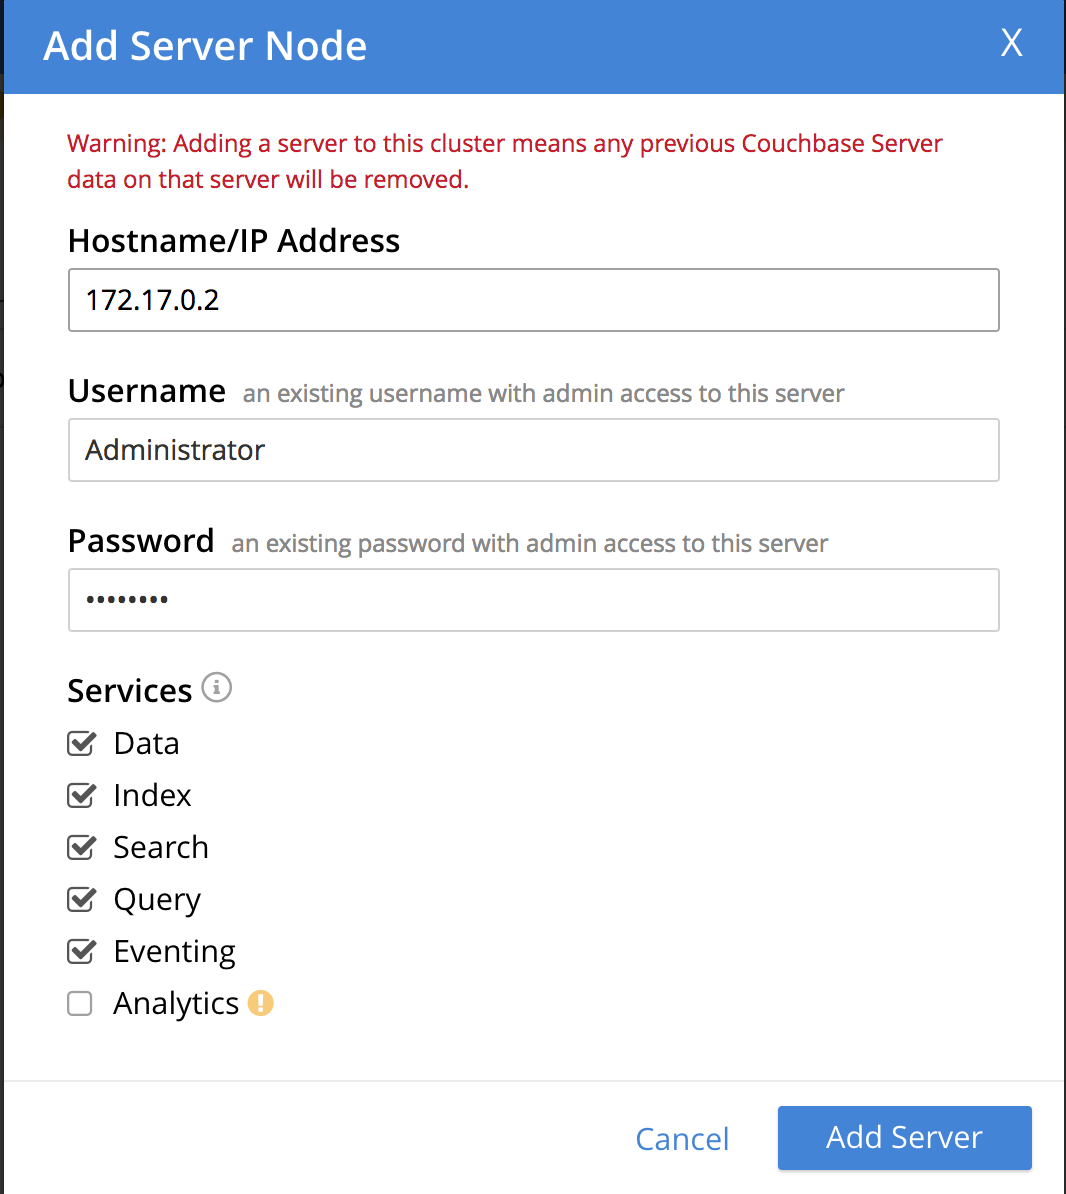 Add Server Node X
Warning: Adding a server to this cluster means any previous Couchbase Server
data on that server will be removed.
Hostname/IP Address
172.17.0.2
Username an existing username with admin access to this server
Administrator
Password an existing password with admin access to this server
••••••••
Services
Data
Index
Search
Query
Eventing
Analytics
Cancel Add Server